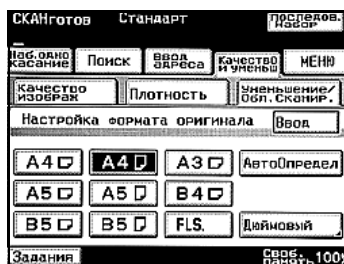 СКАНготов Стандарт Последов. Набор
Наб.одно касание Поиск Ввод адреса Качество и уменьш МЕНЮ
Качество изображ Плотность Уменьшение/ Обл.Сканир.
Настройка формата оригинала Ввод
A4 A4 A3 АвтоОпредел
A5 A5 B4
B5 B5 FLS. Дюймовый
Задания Своб. память 100%